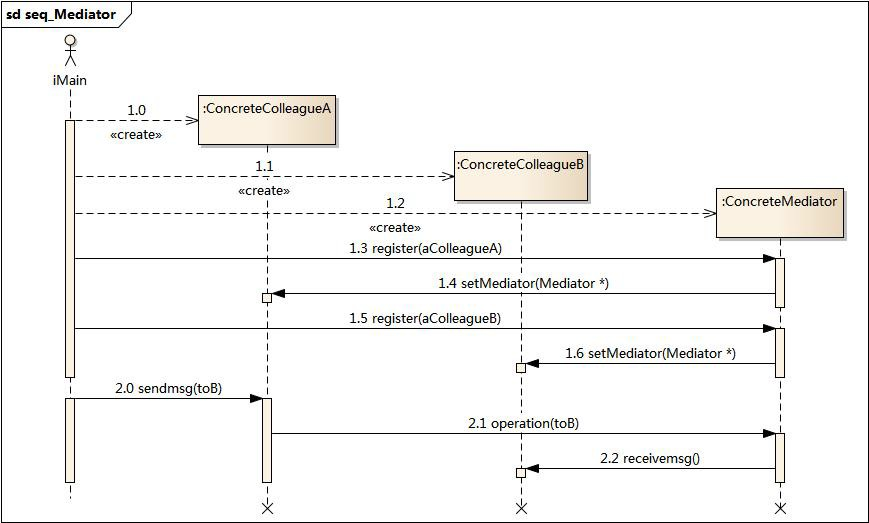 sd seq_Mediator
iMain
1.0
«create»
:ConcreteColleagueA
1.1
«create»
:ConcreteColleagueB
1.2
«create»
:ConcreteMediator
1.3 register(aColleagueA)
1.4 setMediator(Mediator *)
1.5 register(aColleagueB)
1.6 setMediator(Mediator *)
2.0 sendmsg(toB)
2.1 operation(toB)
2.2 receivemsg()